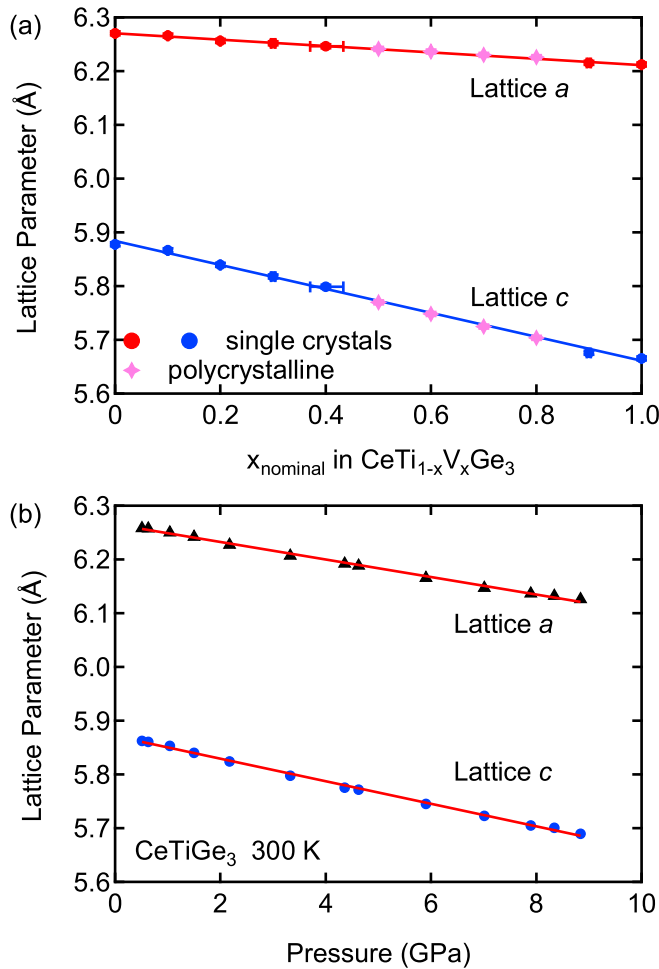 (a)
6.3
6.2
6.1
6.0
5.9
5.8
5.7
5.6
Lattice Parameter (Å)
Lattice a
Lattice c
single crystals
polycrystalline
0 0.2 0.4 0.6 0.8 1.0
xnominal in CeTi1-xVxGe3
(b)
6.3
6.2
6.1
6.0
5.9
5.8
5.7
5.6
Lattice Parameter (Å)
Lattice a
Lattice c
CeTiGe3 300 K
0 2 4 6 8 10
Pressure (GPa)